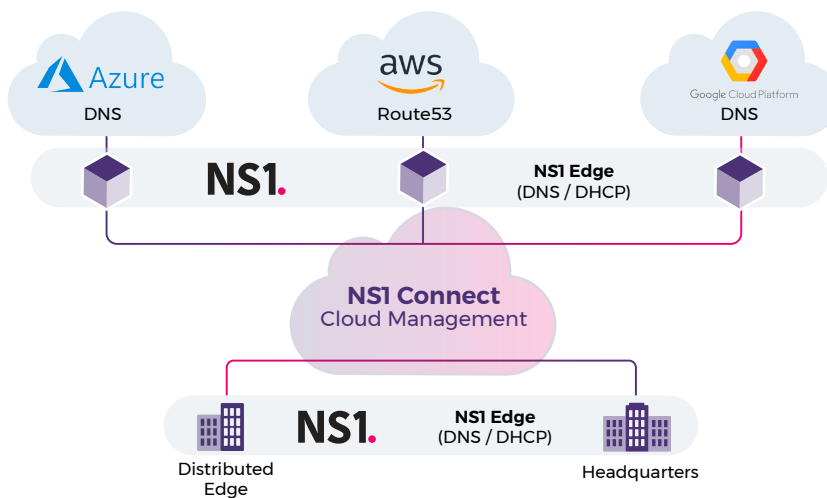 Azure
DNS
aws
Route53
Google Cloud Platform
DNS
NS1.
NS1 Edge
(DNS / DHCP)
NS1 Connect
Cloud Management
NS1.
NS1 Edge
(DNS / DHCP)
Distributed
Edge
Headquarters